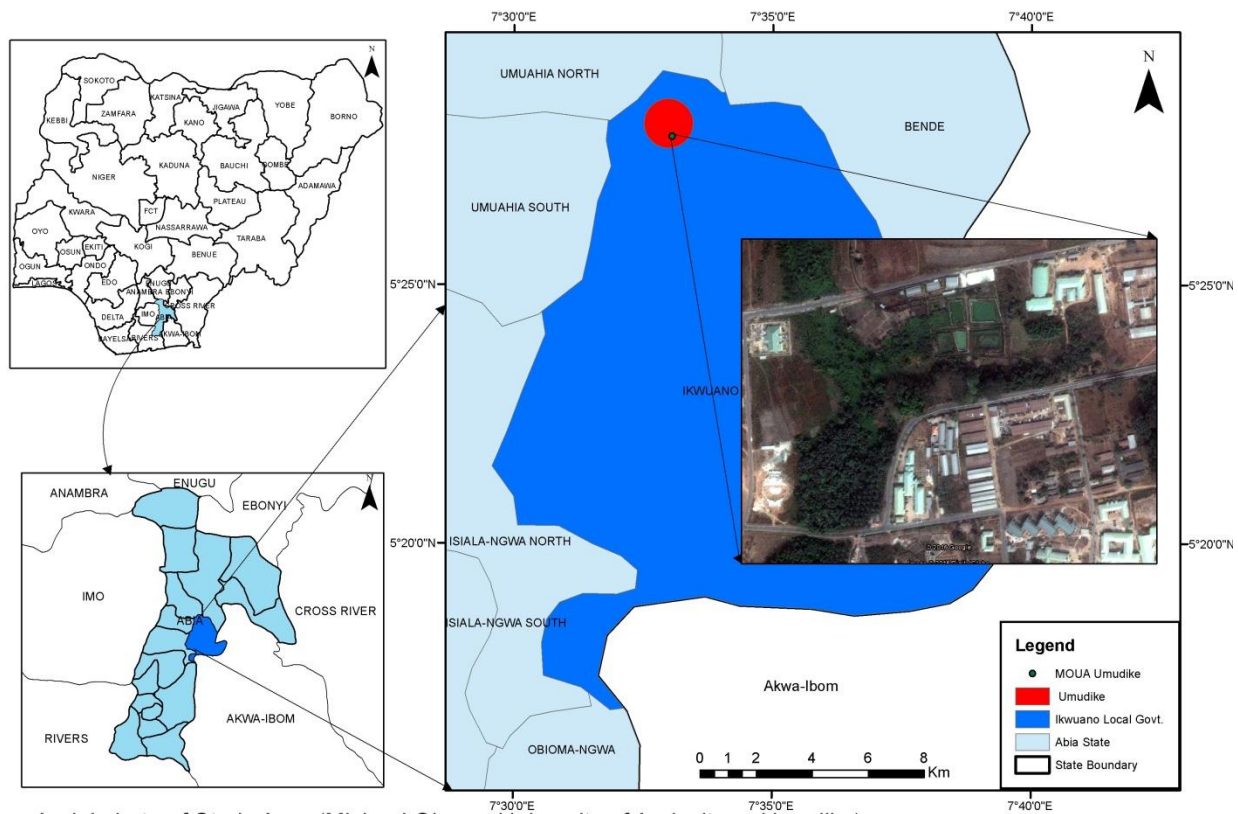 N
SOKOTO
KATSINA
JIGAWA
YOBE
BORNO
KEBBI
ZAMFARA
KANO
KADUNA
BAUCHI
GOMBE
ADAMAWA
NIGER
PLATEAU
FCT
NASSARRAWA
TARABA
KWARA
OYO
EKITI
KOGI
BENUE
OSUN
OGUN
ONDO
EDO
LAGOS
ENUGU
ANAMBRA
EBONYI
CROSS RIVER
DELTA
IMO
ABIA
BAYELSA
RIVERS
AKWA-IBOM
N
ANAMBRA
ENUGU
EBONYI
IMO
CROSS RIVER
ABIA
AKWA-IBOM
RIVERS
7°30'0"E
7°35'0"E
7°40'0"E
N
UMUAHIA NORTH
BENDE
UMUAHIA SOUTH
5°25'0"N
5°25'0"N
IKWUANO
5°20'0"N
5°20'0"N
ISIALA-NGWA NORTH
ISIALA-NGWA SOUTH
Akwa-Ibom
OBIOMA-NGWA
0 1 2 4 6 8
Km
Legend
MOUA Umudike
Umudike
Ikwuano Local Govt.
Abia State
State Boundary
7°30'0"E
7°35'0"E
7°40'0"E